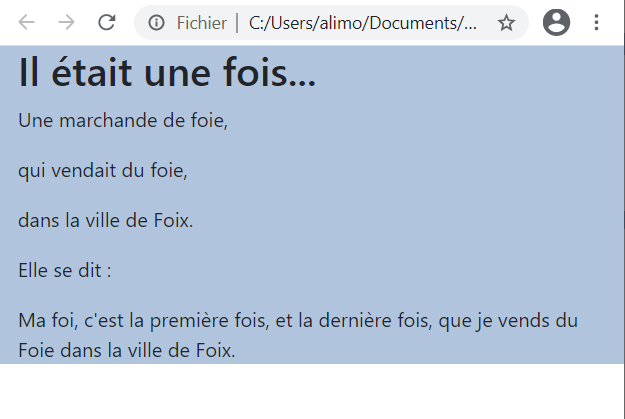 Fichier | C:/Users/alimo/Documents/...
Il était une fois...
Une marchande de foie,
qui vendait du foie,
dans la ville de Foix.
Elle se dit :
Ma foi, c'est la première fois, et la dernière fois, que je vends du
Foie dans la ville de Foix.